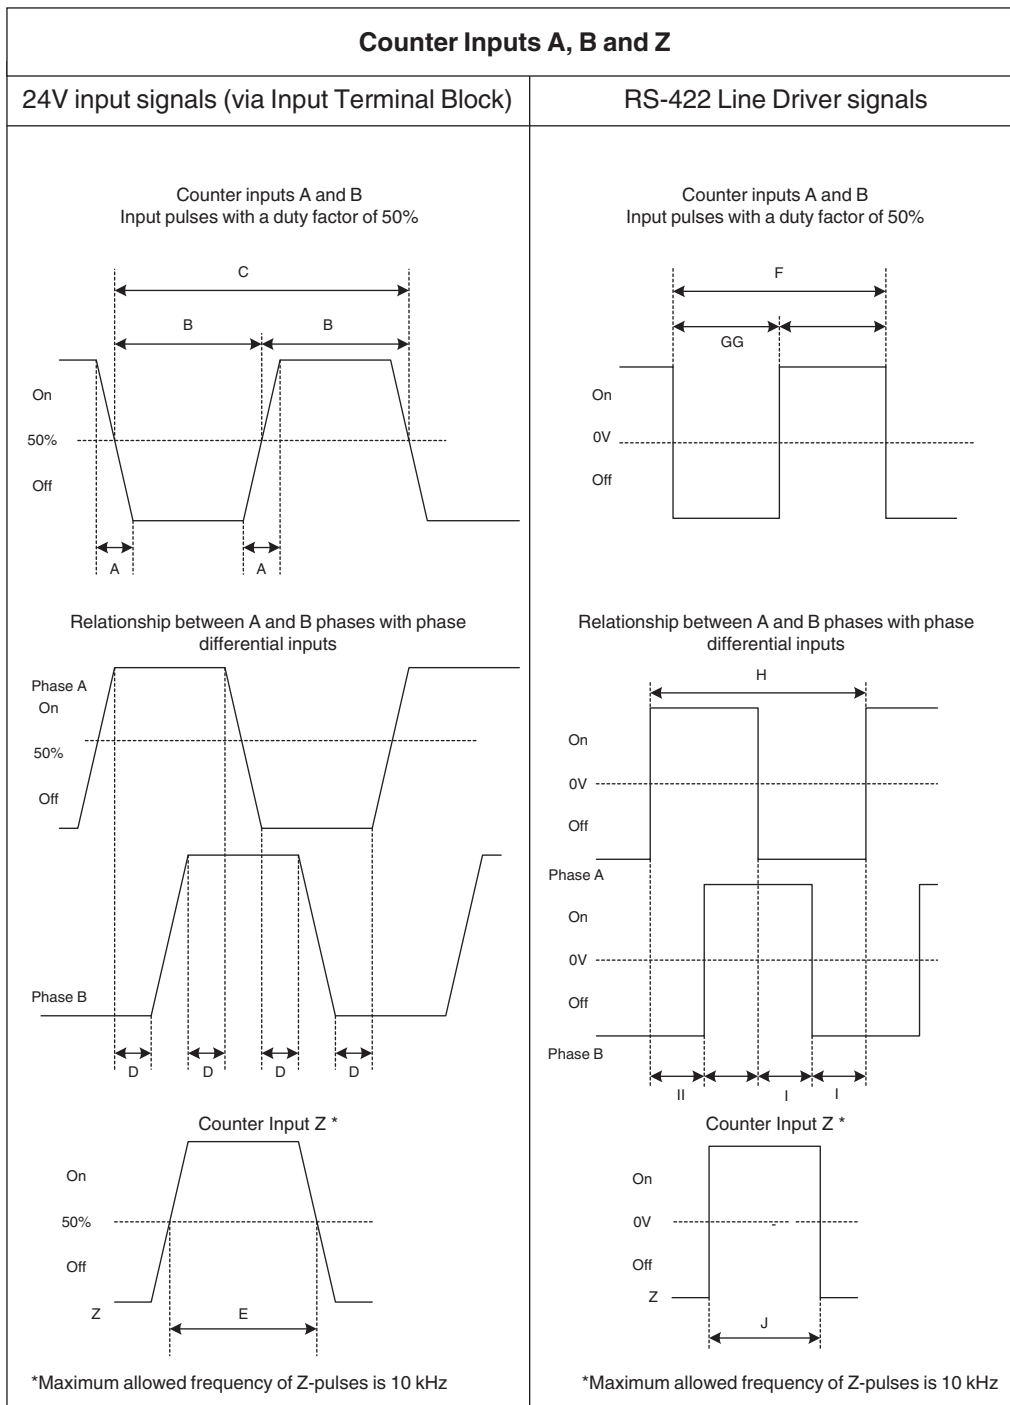 Counter Inputs A, B and Z
24V input signals (via Input Terminal Block)
RS-422 Line Driver signals
Counter inputs A and B
Input pulses with a duty factor of 50%
C
B
B
On
50%
Off
A
A
Relationship between A and B phases with phase
differential inputs
Phase A
On
50%
Off
Phase B
D
D
D
D
Counter Input Z *
On
50%
Off
Z
E
*Maximum allowed frequency of Z-pulses is 10 kHz
Counter inputs A and B
Input pulses with a duty factor of 50%
F
GG
On
0V
Off
Relationship between A and B phases with phase
differential inputs
H
On
0V
Off
Phase A
On
0V
Off
Phase B
II
I
I
Counter Input Z *
On
0V
Off
Z
J
*Maximum allowed frequency of Z-pulses is 10 kHz